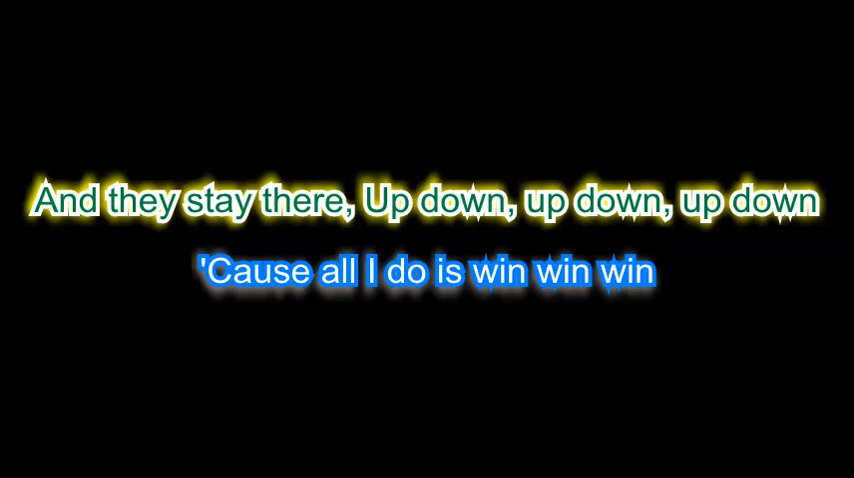 And they stay there, Up down, up down, up down
'Cause all I do is win win win